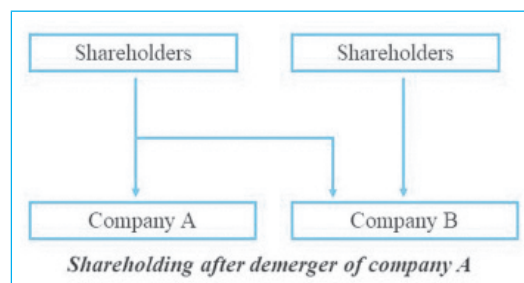 Shareholders
Shareholders
Company A
Company B
Shareholding after demerger of company A